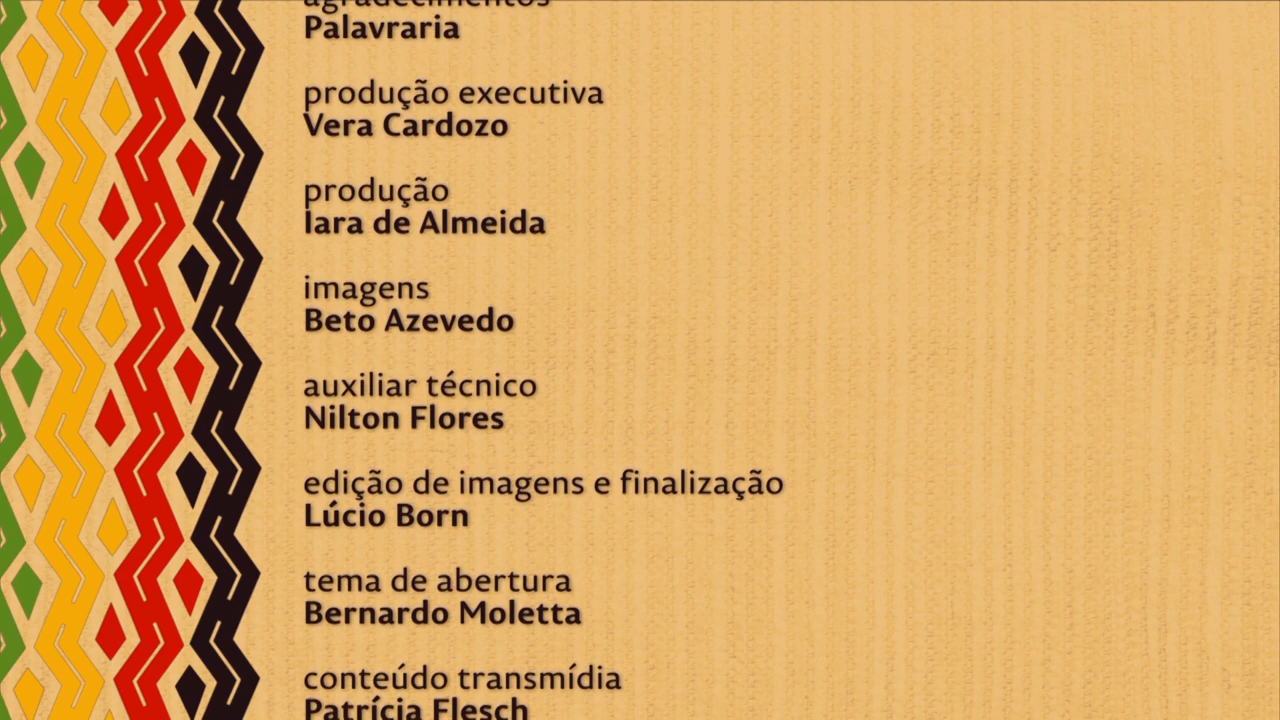 agradecimentos
Palavraria
produção executiva
Vera Cardozo
produção
Iara de Almeida
imagens
Beto Azevedo
auxiliar técnico
Nilton Flores
edição de imagens e finalização
Lúcio Born
tema de abertura
Bernardo Moletta
conteúdo transmídia
Patrícia Flesch